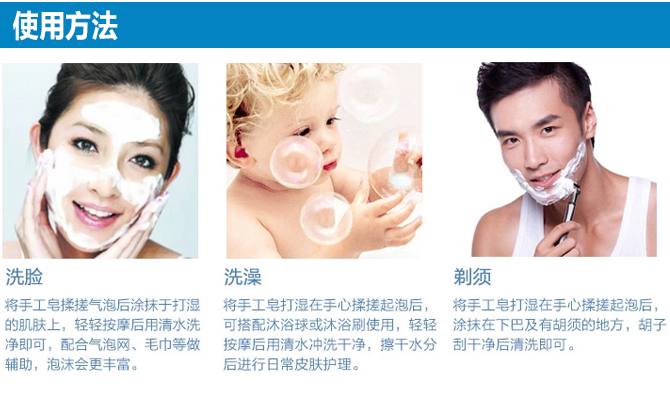 使用方法
洗脸
将手工皂揉搓气泡后涂抹于打湿
的肌肤上，轻轻按摩后用清水洗
净即可，配合气泡网、毛巾等做
辅助，泡沫会更丰富。
洗澡
将手工皂打湿在手心揉搓起泡后，
可搭配沐浴球或沐浴刷使用，轻轻
按摩后用清水冲洗干净，擦干水分
后进行日常皮肤护理。
剃须
将手工皂打湿在手心揉搓起泡后，
涂抹在下巴及有胡须的地方，胡子
刮干净后清洗即可。